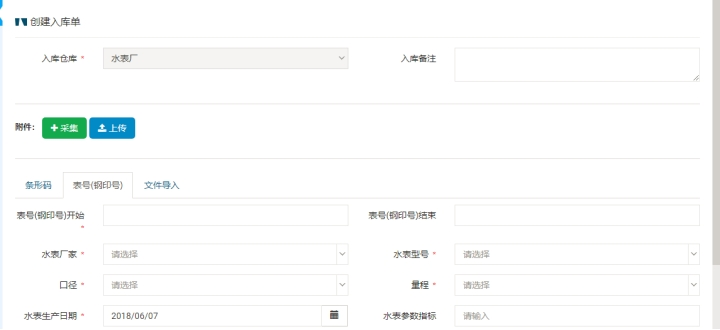 创建入库单
入库仓库 * 水表厂 入库备注
附件: 采集 上传
条形码 表号(钢印号) 文件导入
表号(钢印号)开始 * 表号(钢印号)结束
水表厂家 * 请选择 水表型号 * 请选择
口径 * 请选择 量程 * 请选择
水表生产日期 * 2018/06/07 水表参数指标 请输入